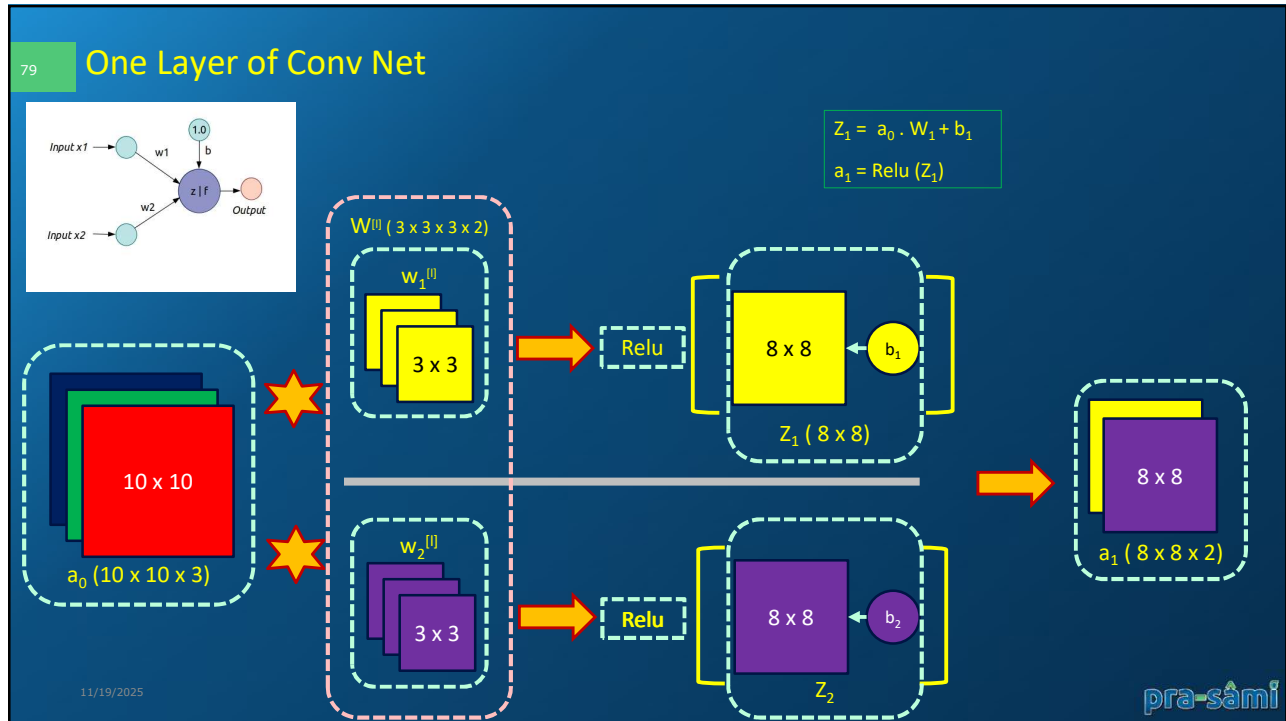 79
One Layer of Conv Net
Input x1
w1
1.0
b
z | f
w2
Output
Input x2
Z₁ = a₀ . W₁ + b₁
a₁ = Relu (Z₁)
W[l] ( 3 x 3 x 3 x 2)
w₁[l]
3 x 3
Relu
8 x 8
b₁
Z₁ ( 8 x 8)
10 x 10
a₀ (10 x 10 x 3)
w₂[l]
3 x 3
Relu
8 x 8
b₂
Z₂
8 x 8
a₁ ( 8 x 8 x 2)
11/19/2025
pra-sâmi